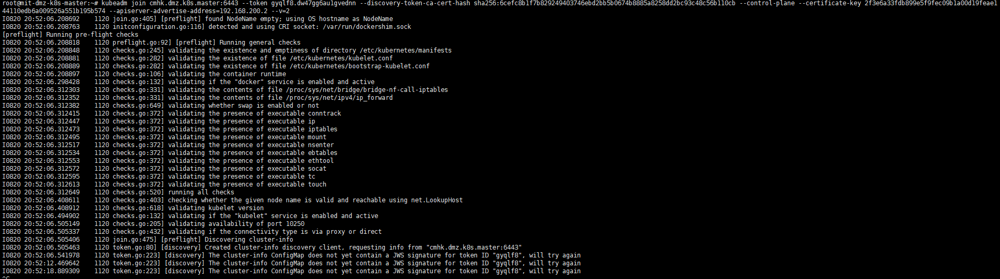 root@mit-dmz-k8s-master:~# kubeadm join cmhk.dmz.k8s.master:6443 --token gyqlf8.dw47gg6au1gvednn --discovery-token-ca-cert-hash sha256:6cefc8b1f7b829249403746ebd2bb5b0674b8885a8258dd2bc93c48c56b110cb --control-plane --certificate-key 2f3e6a33fdb899e5f9fec09b1a00d19feae1
44110edb6a009526a551b195b574 --apiserver-advertise-address=192.168.200.2 --v=2
I0820 20:52:06.208692    1120 join.go:405] [preflight] found NodeName empty; using OS hostname as NodeName
I0820 20:52:06.208763    1120 initconfiguration.go:116] detected and using CRI socket: /var/run/dockershim.sock
[preflight] Running pre-flight checks
I0820 20:52:06.208818    1120 preflight.go:92] [preflight] Running general checks
I0820 20:52:06.208848    1120 checks.go:245] validating the existence and emptiness of directory /etc/kubernetes/manifests
I0820 20:52:06.208881    1120 checks.go:282] validating the existence of file /etc/kubernetes/kubelet.conf
I0820 20:52:06.208889    1120 checks.go:282] validating the existence of file /etc/kubernetes/bootstrap-kubelet.conf
I0820 20:52:06.208897    1120 checks.go:106] validating the container runtime
I0820 20:52:06.298428    1120 checks.go:132] validating if the "docker" service is enabled and active
I0820 20:52:06.312303    1120 checks.go:331] validating the contents of file /proc/sys/net/bridge/bridge-nf-call-iptables
I0820 20:52:06.312352    1120 checks.go:331] validating the contents of file /proc/sys/net/ipv4/ip_forward
I0820 20:52:06.312382    1120 checks.go:649] validating whether swap is enabled or not
I0820 20:52:06.312415    1120 checks.go:372] validating the presence of executable conntrack
I0820 20:52:06.312447    1120 checks.go:372] validating the presence of executable ip
I0820 20:52:06.312473    1120 checks.go:372] validating the presence of executable iptables
I0820 20:52:06.312495    1120 checks.go:372] validating the presence of executable mount
I0820 20:52:06.312517    1120 checks.go:372] validating the presence of executable nsenter
I0820 20:52:06.312534    1120 checks.go:372] validating the presence of executable ebtables
I0820 20:52:06.312553    1120 checks.go:372] validating the presence of executable ethtool
I0820 20:52:06.312572    1120 checks.go:372] validating the presence of executable socat
I0820 20:52:06.312595    1120 checks.go:372] validating the presence of executable tc
I0820 20:52:06.312613    1120 checks.go:372] validating the presence of executable touch
I0820 20:52:06.312649    1120 checks.go:520] running all checks
I0820 20:52:06.408611    1120 checks.go:403] checking whether the given node name is valid and reachable using net.LookupHost
I0820 20:52:06.408912    1120 checks.go:618] validating kubelet version
I0820 20:52:06.494902    1120 checks.go:132] validating if the "kubelet" service is enabled and active
I0820 20:52:06.505149    1120 checks.go:205] validating availability of port 10250
I0820 20:52:06.505337    1120 checks.go:432] validating if the connectivity type is via proxy or direct
I0820 20:52:06.505406    1120 join.go:475] [preflight] Discovering cluster-info
I0820 20:52:06.505463    1120 token.go:80] [discovery] Created cluster-info discovery client, requesting info from "cmhk.dmz.k8s.master:6443"
I0820 20:52:06.541978    1120 token.go:223] [discovery] The cluster-info ConfigMap does not yet contain a JWS signature for token ID "gyqlf8", will try again
I0820 20:52:12.469642    1120 token.go:223] [discovery] The cluster-info ConfigMap does not yet contain a JWS signature for token ID "gyqlf8", will try again
I0820 20:52:18.889309    1120 token.go:223] [discovery] The cluster-info ConfigMap does not yet contain a JWS signature for token ID "gyqlf8", will try again
^C